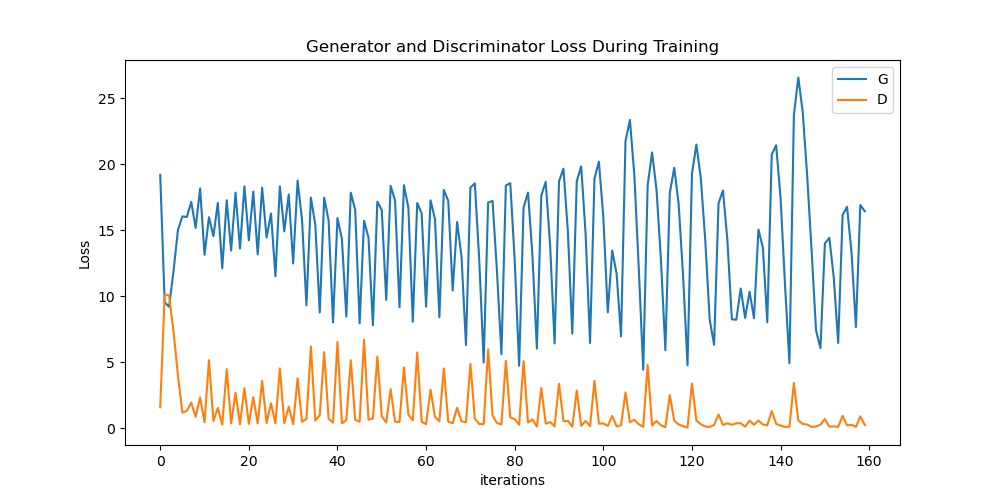 Generator and Discriminator Loss During Training
G
D
Loss
25
20
15
10
5
0
0 20 40 60 80 100 120 140 160
iterations